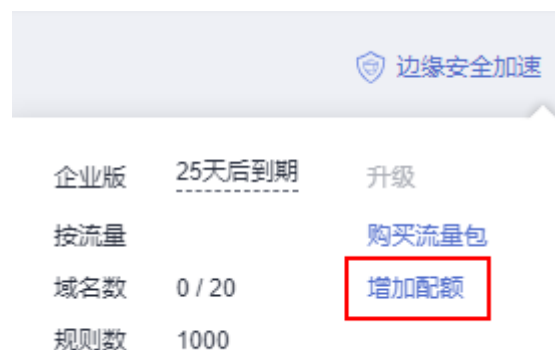 边缘安全加速
企业版 25天后到期 升级
按流量 购买流量包
域名数 0 / 20 增加配额
规则数 1000